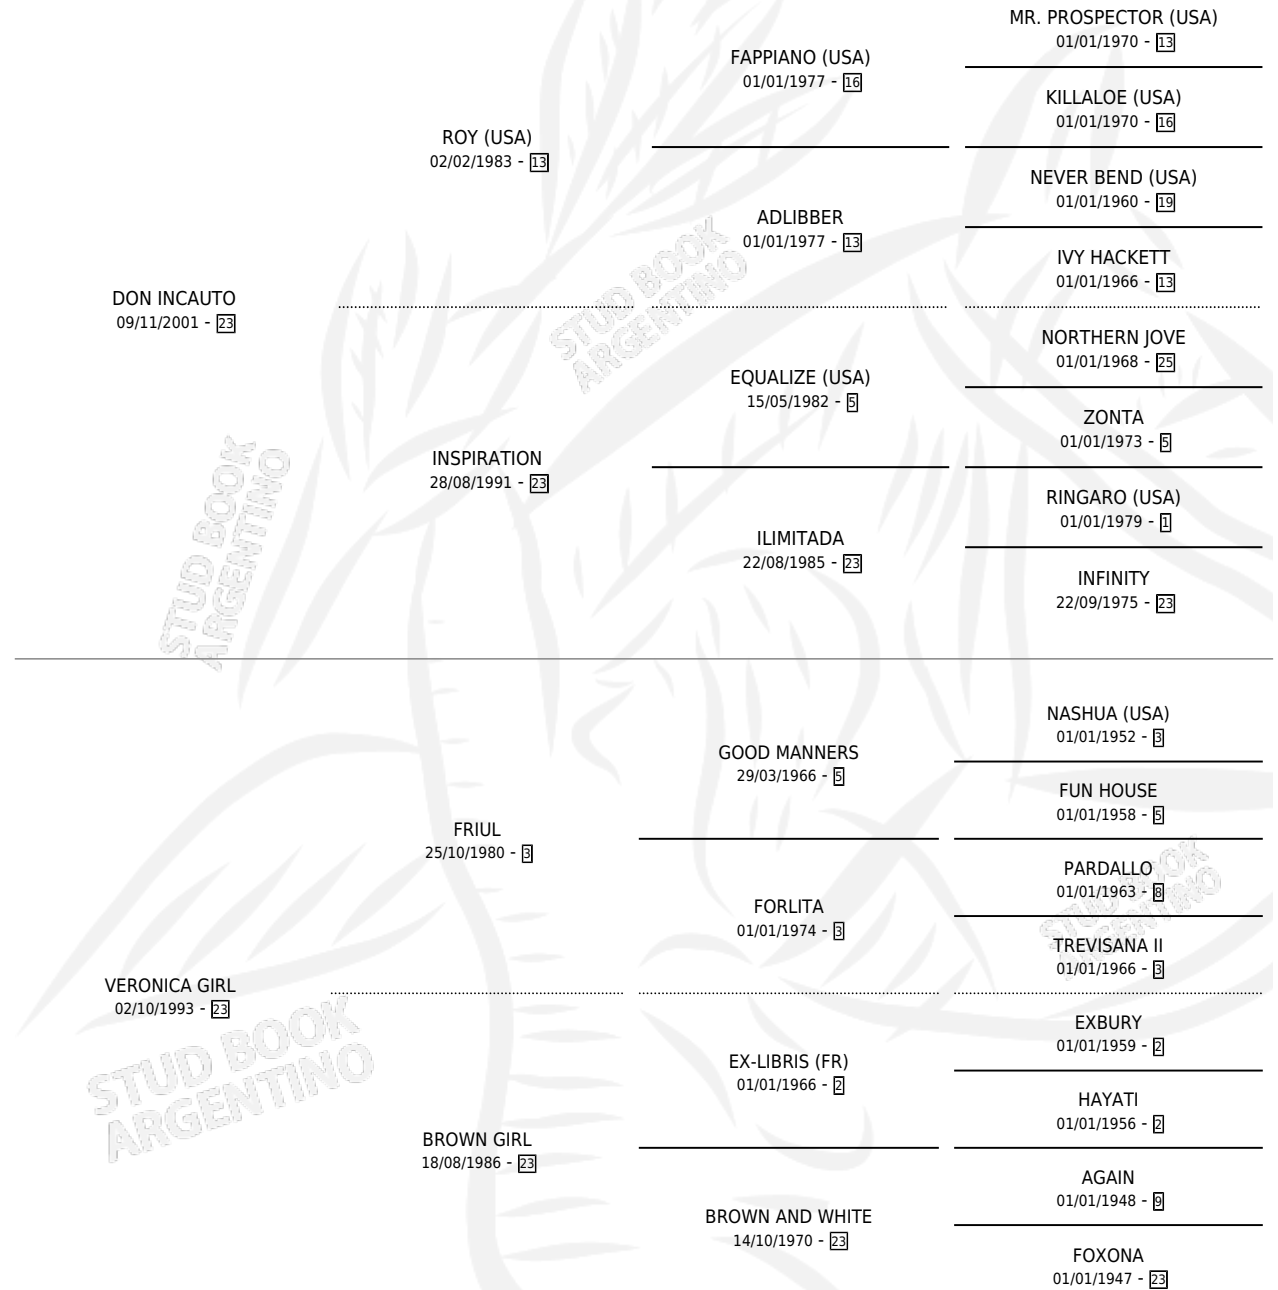 MR. PROSPECTOR (USA)
01/01/1970 - 13
FAPPIANO (USA)
01/01/1977 - 16
KILLALOE (USA)
01/01/1970 - 16
ROY (USA)
02/02/1983 - 13
NEVER BEND (USA)
01/01/1960 - 19
ADLIBBER
01/01/1977 - 13
IVY HACKETT
01/01/1966 - 13
DON INCAUTO
09/11/2001 - 23
NORTHERN JOVE
01/01/1968 - 25
EQUALIZE (USA)
15/05/1982 - 5
ZONTA
01/01/1973 - 5
INSPIRATION
28/08/1991 - 23
RINGARO (USA)
01/01/1979 - 1
ILIMITADA
22/08/1985 - 23
INFINITY
22/09/1975 - 23
NASHUA (USA)
01/01/1952 - 3
GOOD MANNERS
29/03/1966 - 5
FUN HOUSE
01/01/1958 - 5
FRIUL
25/10/1980 - 3
PARDALLO
01/01/1963 - 8
FORLITA
01/01/1974 - 3
TREVISANA II
01/01/1966 - 3
VERONICA GIRL
02/10/1993 - 23
EXBURY
01/01/1959 - 2
EX-LIBRIS (FR)
01/01/1966 - 2
HAYATI
01/01/1956 - 2
BROWN GIRL
18/08/1986 - 23
AGAIN
01/01/1948 - 9
BROWN AND WHITE
14/10/1970 - 23
FOXONA
01/01/1947 - 23
STUD BOOK
ARGENTINO
STUD BOOK
ARGENTINO
STUD BOOK
ARGENTINO
STUD BOOK
ARGENTINO